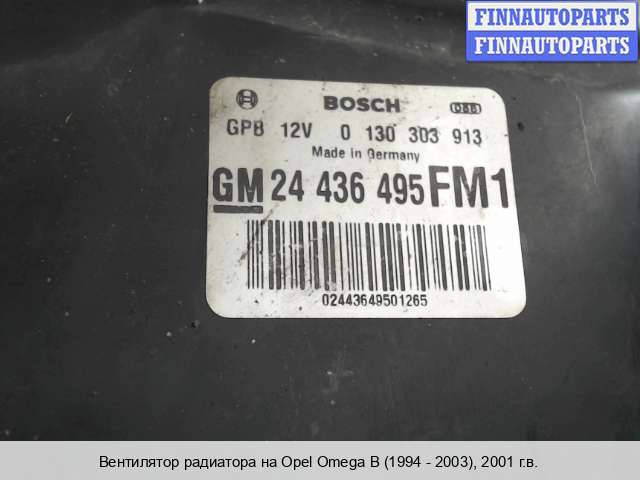 FINNAUTOPARTS
FINNAUTOPARTS
BOSCH
GPB 12V 0 130 303 913
Made in Germany
GM 24 436 495 FM1
02443649501265
Вентилятор радиатора на Opel Omega B (1994 - 2003), 2001 г.в.